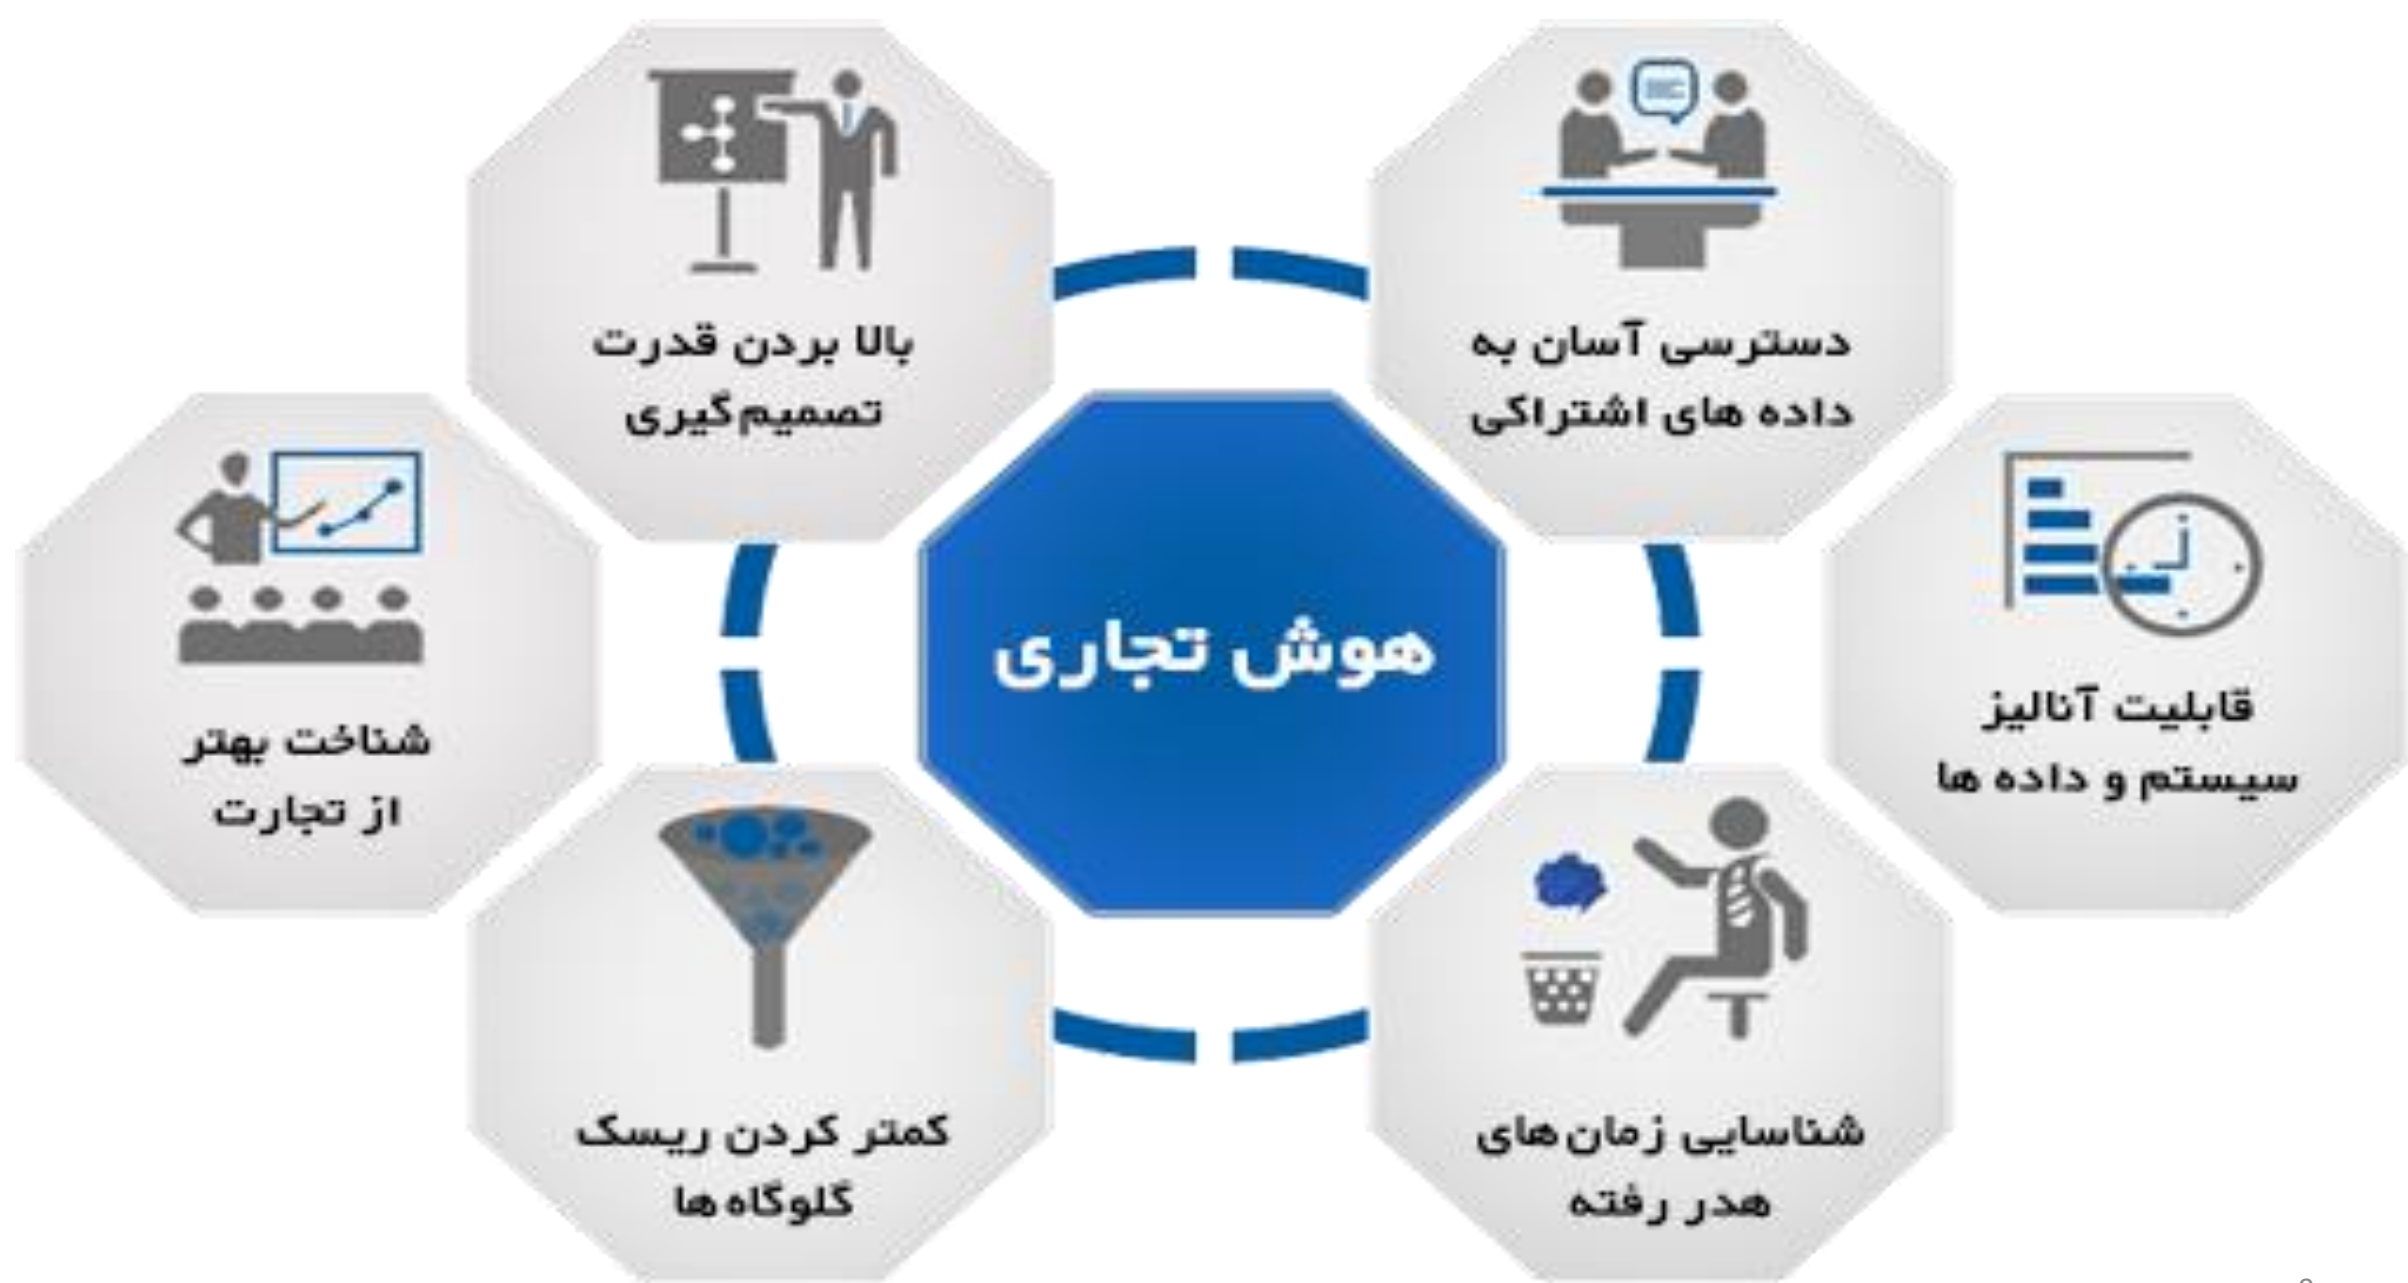 دسترسی آسان به
داده های اشتراکی
بالا بردن قدرت
تصمیم‌گیری
قابلیت آنالیز
سیستم و داده ها
هوش تجاری
شناخت بهتر
از تجارت
شناسایی زمان‌های
هدر رفته
کمتر کردن ریسک
گلوگاه‌ها